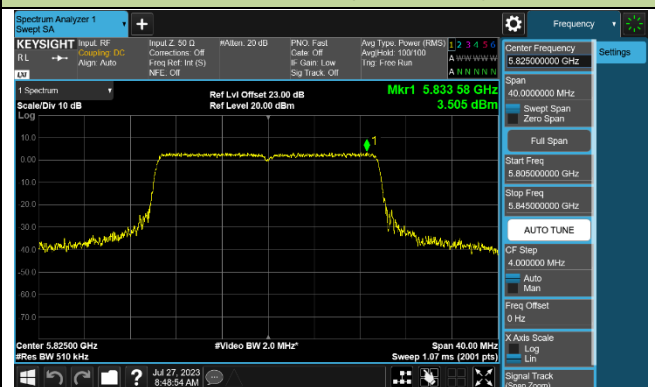 Spectrum Analyzer 1
Swept SA
Frequency
KEYSIGHT
RL
LXI
Input: RF
Coupling: DC
Align: Auto
Input Z: 50 Ω
Corrections: Off
Freq Ref: Int (S)
NFE: Off
#Atten: 20 dB
PNO: Fast
Gate: Off
IF Gain: Low
Sig Track: Off
Avg Type: Power (RMS)
Avg|Hold: 100/100
Trig: Free Run
1 2 3 4 5 6
A W W W W W
A N N N N N
1 Spectrum
Scale/Div 10 dB
Log
Ref Lvl Offset 23.00 dB
Ref Level 20.00 dBm
Mkr1 5.833 58 GHz
3.505 dBm
1
10.0
0.00
-10.0
-20.0
-30.0
-40.0
-50.0
-60.0
-70.0
Center 5.82500 GHz
#Res BW 510 kHz
#Video BW 2.0 MHz*
Span 40.00 MHz
Sweep 1.07 ms (2001 pts)
Jul 27, 2023
8:48:54 AM
Center Frequency
5.825000000 GHz
Span
40.0000000 MHz
Swept Span
Zero Span
Full Span
Start Freq
5.805000000 GHz
Stop Freq
5.845000000 GHz
AUTO TUNE
CF Step
4.000000 MHz
Auto
Man
Freq Offset
0 Hz
X Axis Scale
Log
Lin
Signal Track
(Span Zoom)
Settings